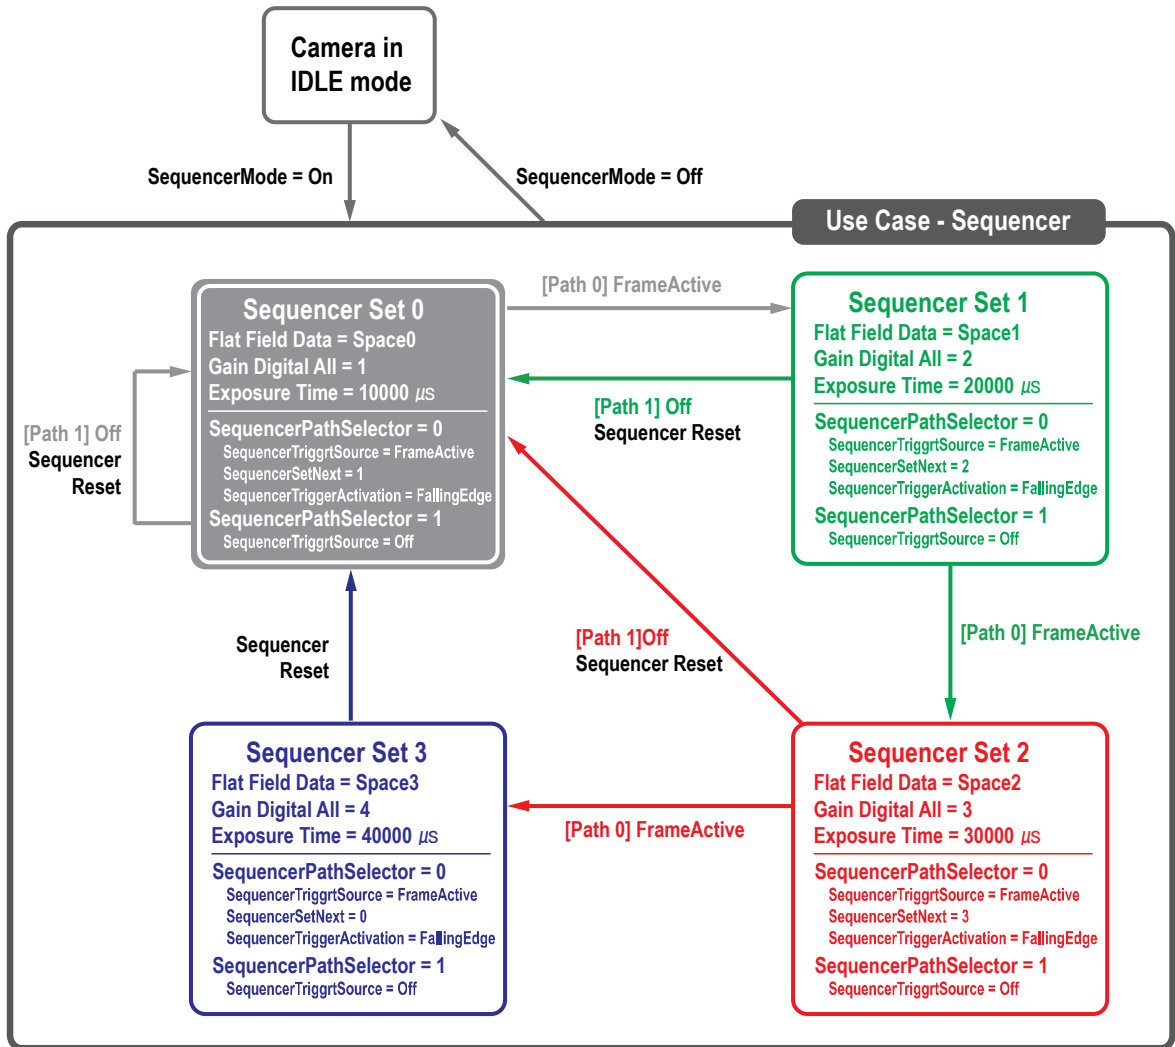 Camera in
IDLE mode
SequencerMode = On
SequencerMode = Off
Use Case - Sequencer
Sequencer Set 0
Flat Field Data = Space0
Gain Digital All = 1
Exposure Time = 10000 µs
SequencerPathSelector = 0
SequencerTriggrtSource = FrameActive
SequencerSetNext = 1
SequencerTriggerActivation = FallingEdge
SequencerPathSelector = 1
SequencerTriggrtSource = Off
[Path 1] Off
Sequencer
Reset
[Path 0] FrameActive
[Path 1] Off
Sequencer Reset
Sequencer Set 1
Flat Field Data = Space1
Gain Digital All = 2
Exposure Time = 20000 µs
SequencerPathSelector = 0
SequencerTriggrtSource = FrameActive
SequencerSetNext = 2
SequencerTriggerActivation = FallingEdge
SequencerPathSelector = 1
SequencerTriggrtSource = Off
[Path 0] FrameActive
Sequencer
Reset
[Path 1]Off
Sequencer Reset
Sequencer Set 3
Flat Field Data = Space3
Gain Digital All = 4
Exposure Time = 40000 µs
SequencerPathSelector = 0
SequencerTriggrtSource = FrameActive
SequencerSetNext = 0
SequencerTriggerActivation = FallingEdge
SequencerPathSelector = 1
SequencerTriggrtSource = Off
[Path 0] FrameActive
Sequencer Set 2
Flat Field Data = Space2
Gain Digital All = 3
Exposure Time = 30000 µs
SequencerPathSelector = 0
SequencerTriggrtSource = FrameActive
SequencerSetNext = 3
SequencerTriggerActivation = FallingEdge
SequencerPathSelector = 1
SequencerTriggrtSource = Off